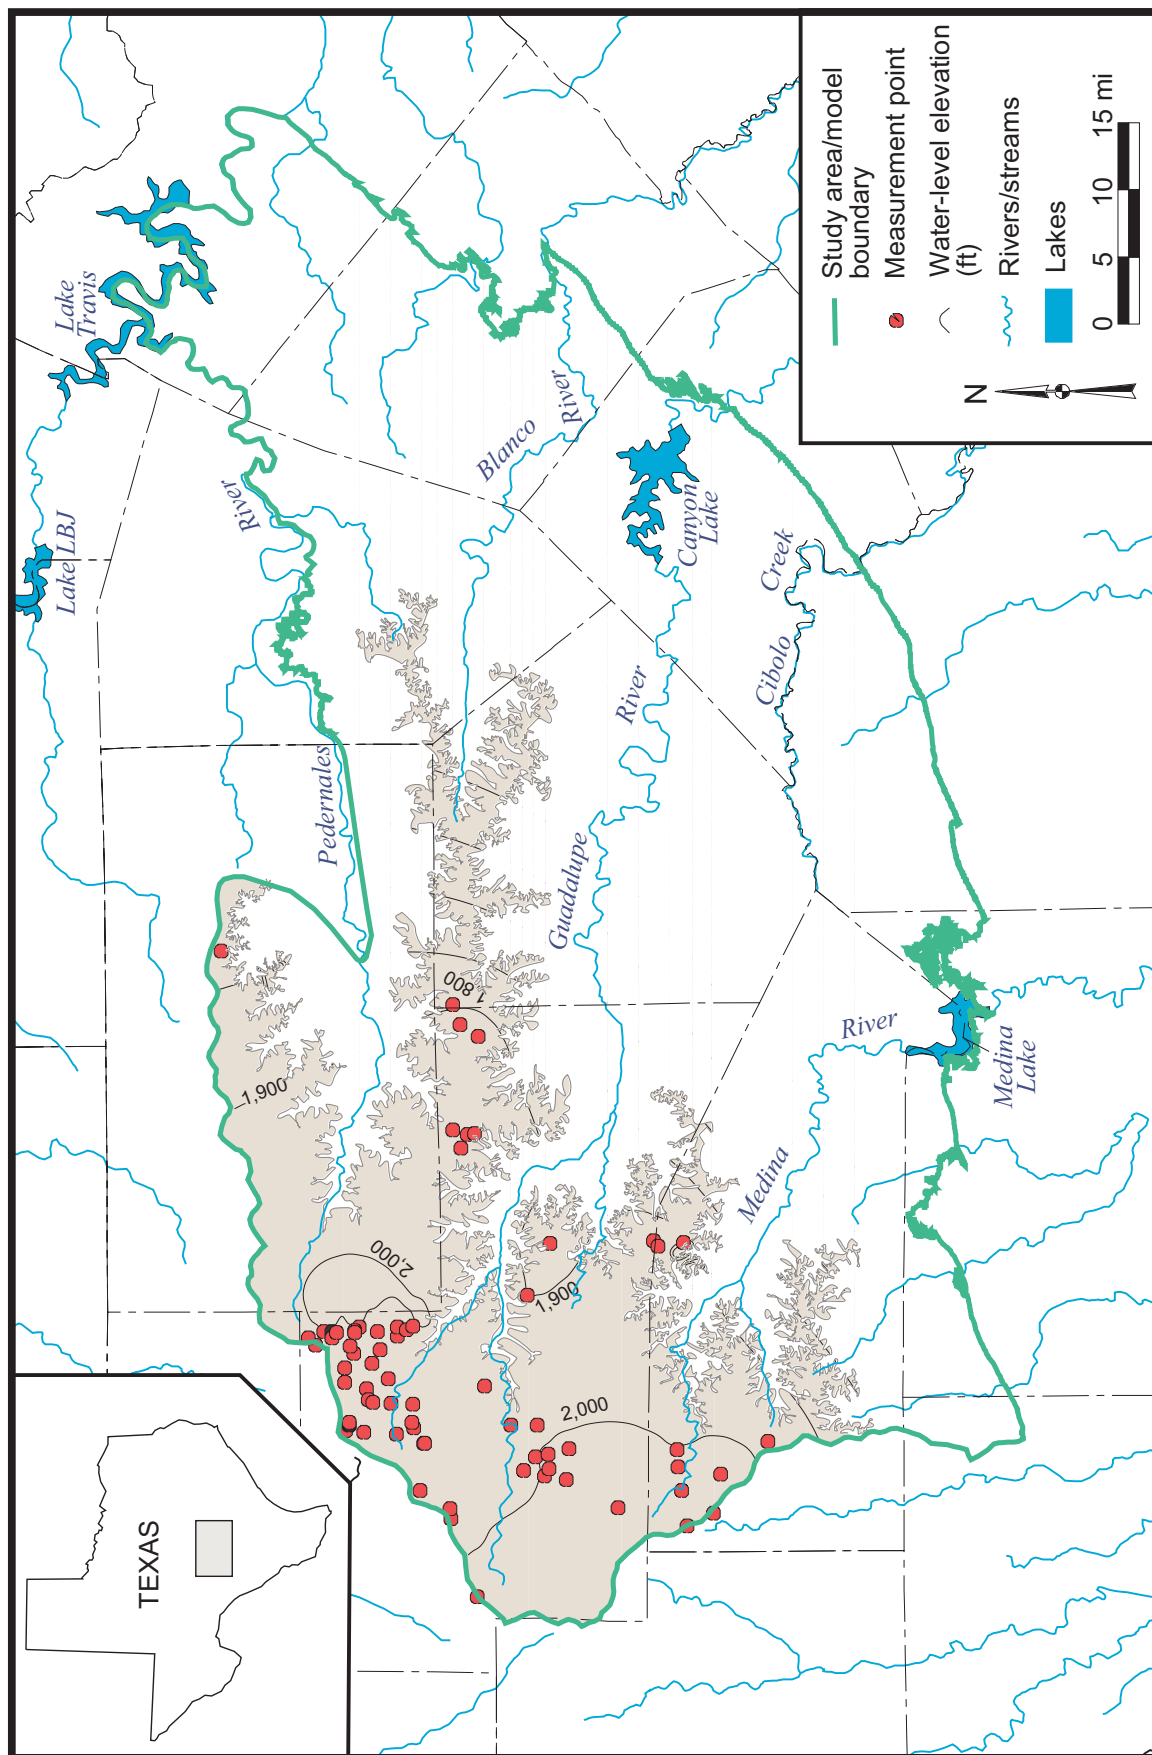 Lake LBJ
Lake
Travis
River
Pedernales
Blanco
River
Canyon
Lake
Guadalupe
River
Cibolo
Creek
Medina
River
Medina
Lake
1,900
1,800
2,000
1,900
2,000
TEXAS
Study area/model
boundary
Measurement point
Water-level elevation
(ft)
Rivers/streams
Lakes
N
0 5 10 15 mi